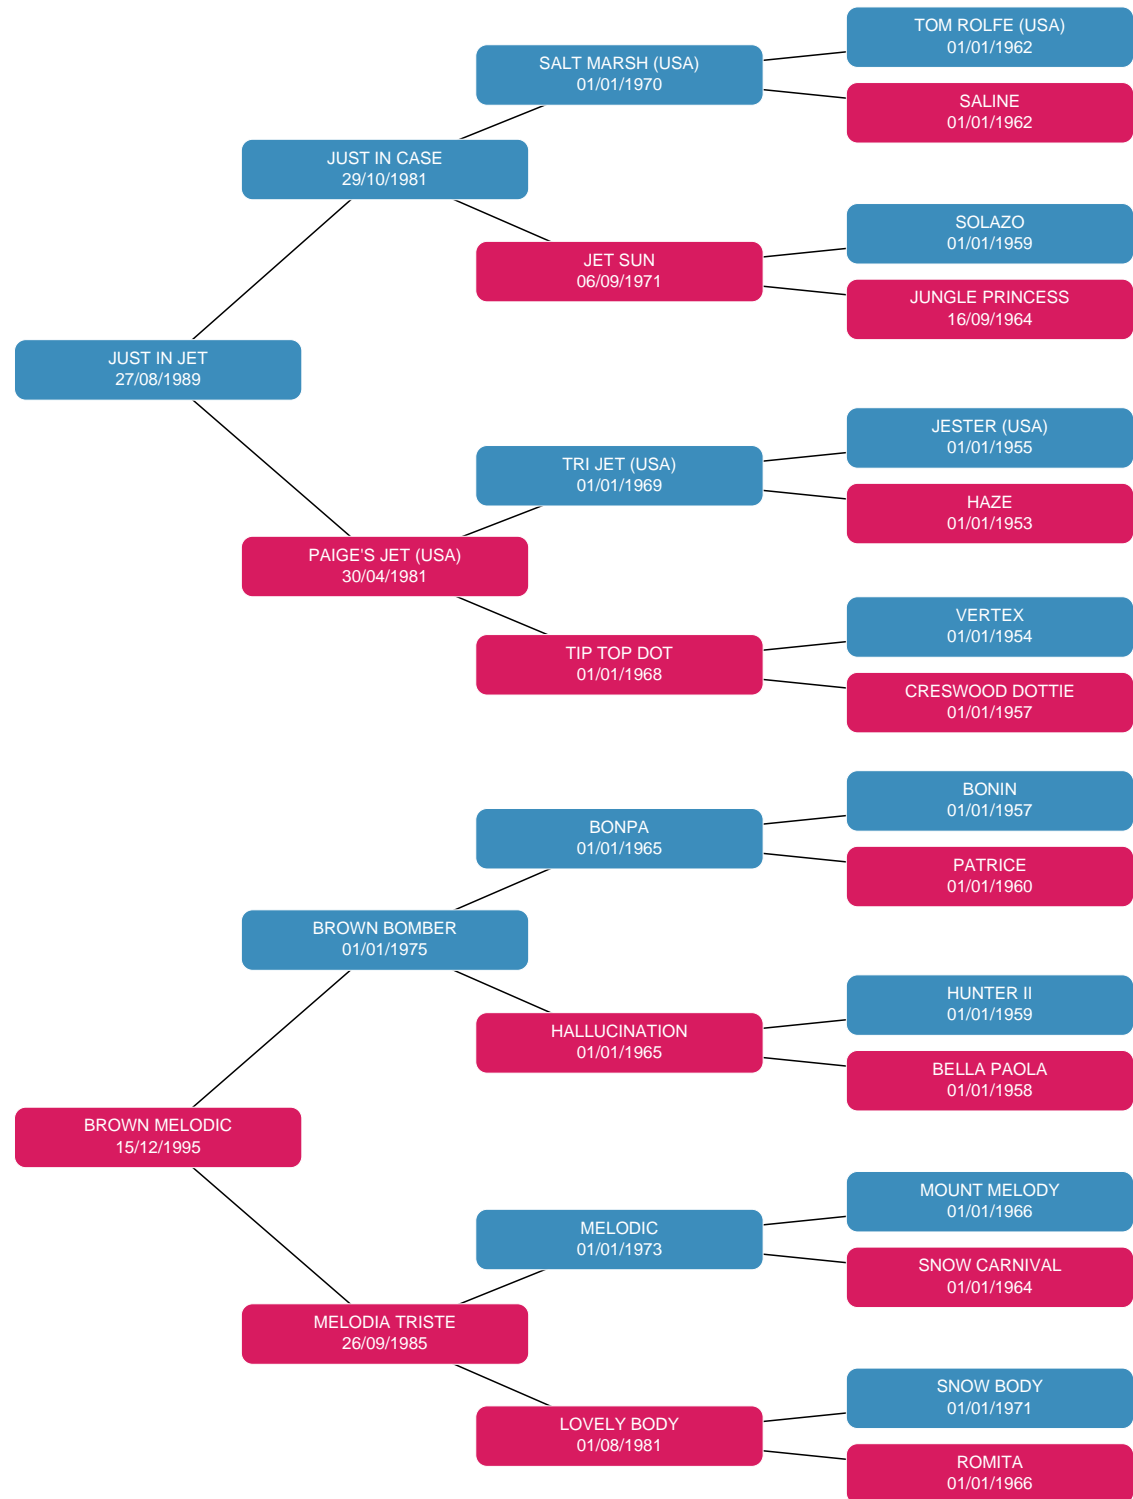 TOM ROLFE (USA)
01/01/1962
SALT MARSH (USA)
01/01/1970
SALINE
01/01/1962
JUST IN CASE
29/10/1981
SOLAZO
01/01/1959
JET SUN
06/09/1971
JUNGLE PRINCESS
16/09/1964
JUST IN JET
27/08/1989
JESTER (USA)
01/01/1955
TRI JET (USA)
01/01/1969
HAZE
01/01/1953
PAIGE'S JET (USA)
30/04/1981
VERTEX
01/01/1954
TIP TOP DOT
01/01/1968
CRESWOOD DOTTIE
01/01/1957
BONIN
01/01/1957
BONPA
01/01/1965
PATRICE
01/01/1960
BROWN BOMBER
01/01/1975
HUNTER II
01/01/1959
HALLUCINATION
01/01/1965
BELLA PAOLA
01/01/1958
BROWN MELODIC
15/12/1995
MOUNT MELODY
01/01/1966
MELODIC
01/01/1973
SNOW CARNIVAL
01/01/1964
MELODIA TRISTE
26/09/1985
SNOW BODY
01/01/1971
LOVELY BODY
01/08/1981
ROMITA
01/01/1966